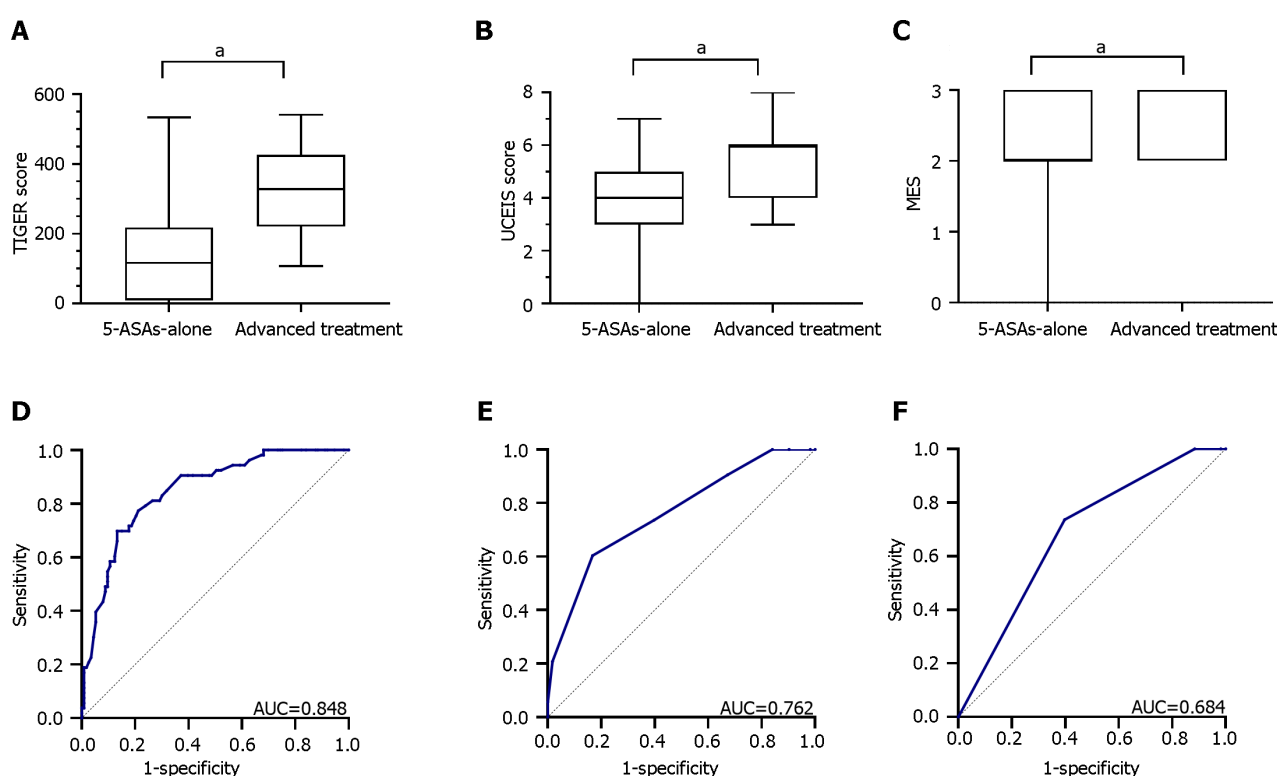 A
a
TIGER score
600
400
200
0
5-ASAs-alone
Advanced treatment
B
a
UCEIS score
8
6
4
2
0
5-ASAs-alone
Advanced treatment
C
a
MES
3
2
1
0
5-ASAs-alone
Advanced treatment
D
Sensitivity
1.0
0.8
0.6
0.4
0.2
0.0
AUC=0.848
0.0 0.2 0.4 0.6 0.8 1.0
1-specificity
E
Sensitivity
1.0
0.8
0.6
0.4
0.2
0.0
AUC=0.762
0.0 0.2 0.4 0.6 0.8 1.0
1-specificity
F
Sensitivity
1.0
0.8
0.6
0.4
0.2
0.0
AUC=0.684
0.0 0.2 0.4 0.6 0.8 1.0
1-specificity